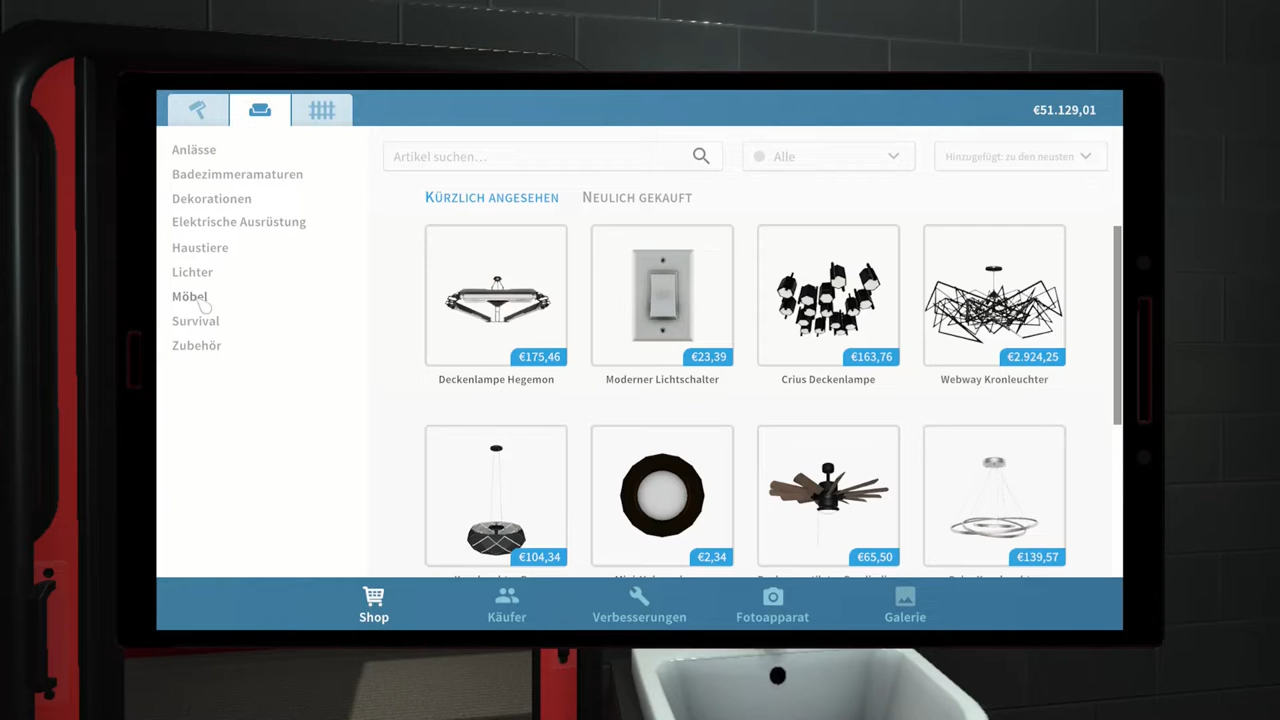 €51.129,01
Anlässe
Badezimmeramaturen
Dekorationen
Elektrische Ausrüstung
Haustiere
Lichter
Möbel
Survival
Zubehör
Artikel suchen...
Alle
Hinzugefügt: zu den neusten
KÜRZLICH ANGESEHEN NEULICH GEKAUFT
€175,46 €23,39 €163,76 €2.924,25
Deckenlampe Hegemon Moderner Lichtschalter Crius Deckenlampe Webway Kronleuchter
€104,34 €2,34 €65,50 €139,57
Shop Käufer Verbesserungen Fotoapparat Galerie